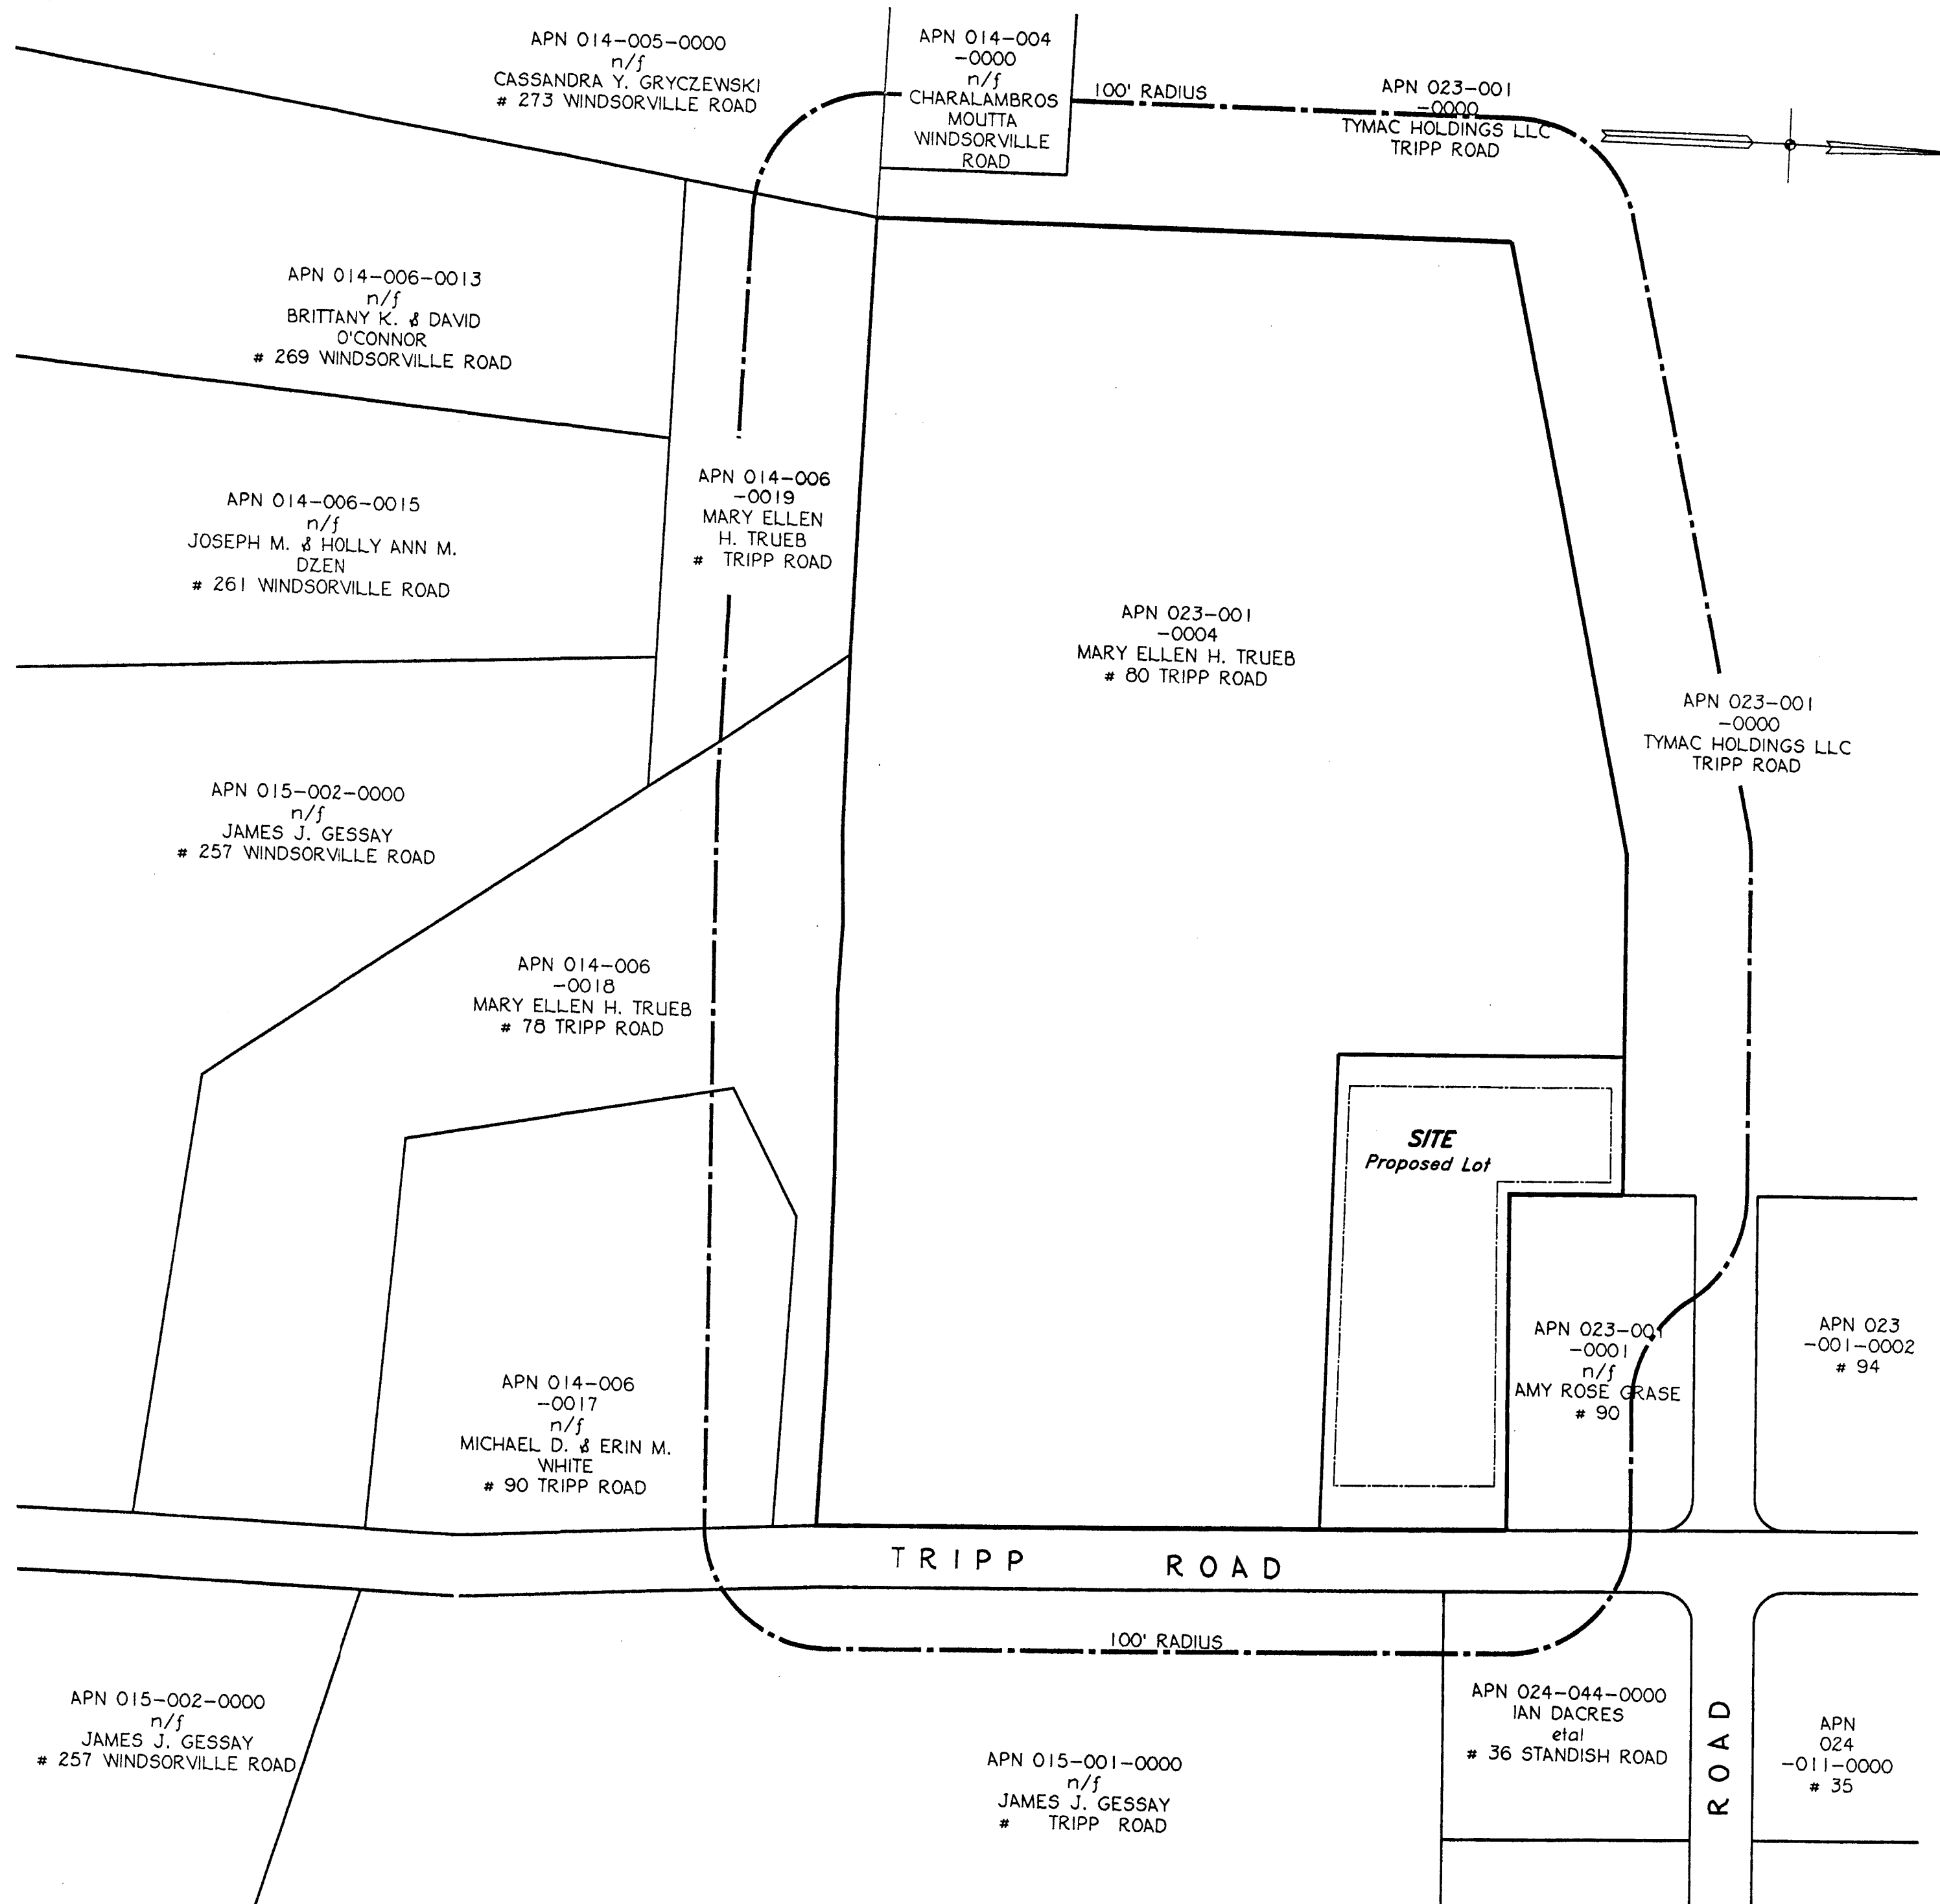 APN 014-005-0000
n/f
CASSANDRA Y. GRYCZEWSKI
# 273 WINDSORVILLE ROAD
APN 014-004
-0000
n/f
CHARALAMBROS
MOUTTA
WINDSORVILLE
ROAD
100' RADIUS
APN 023-001
-0000
TYMAC HOLDINGS LLC
TRIPP ROAD
APN 014-006-0013
n/f
BRITTANY K. & DAVID
O'CONNOR
# 269 WINDSORVILLE ROAD
APN 014-006-0015
n/f
JOSEPH M. & HOLLY ANN M.
DZEN
# 261 WINDSORVILLE ROAD
APN 014-006
-0019
MARY ELLEN
H. TRUEB
# TRIPP ROAD
APN 023-001
-0004
MARY ELLEN H. TRUEB
# 80 TRIPP ROAD
APN 023-001
-0000
TYMAC HOLDINGS LLC
TRIPP ROAD
APN 015-002-0000
n/f
JAMES J. GESSAY
# 257 WINDSORVILLE ROAD
APN 014-006
-0018
MARY ELLEN H. TRUEB
# 78 TRIPP ROAD
SITE
Proposed Lot
APN 014-006
-0017
n/f
MICHAEL D. & ERIN M.
WHITE
# 90 TRIPP ROAD
APN 023-001
-0001
n/f
AMY ROSE GRASE
# 90
APN 023
-001-0002
# 94
TRIPP ROAD
100' RADIUS
APN 015-002-0000
n/f
JAMES J. GESSAY
# 257 WINDSORVILLE ROAD
APN 015-001-0000
n/f
JAMES J. GESSAY
# TRIPP ROAD
APN 024-044-0000
IAN DACRES
etal
# 36 STANDISH ROAD
ROAD
APN
024
-011-0000
# 35